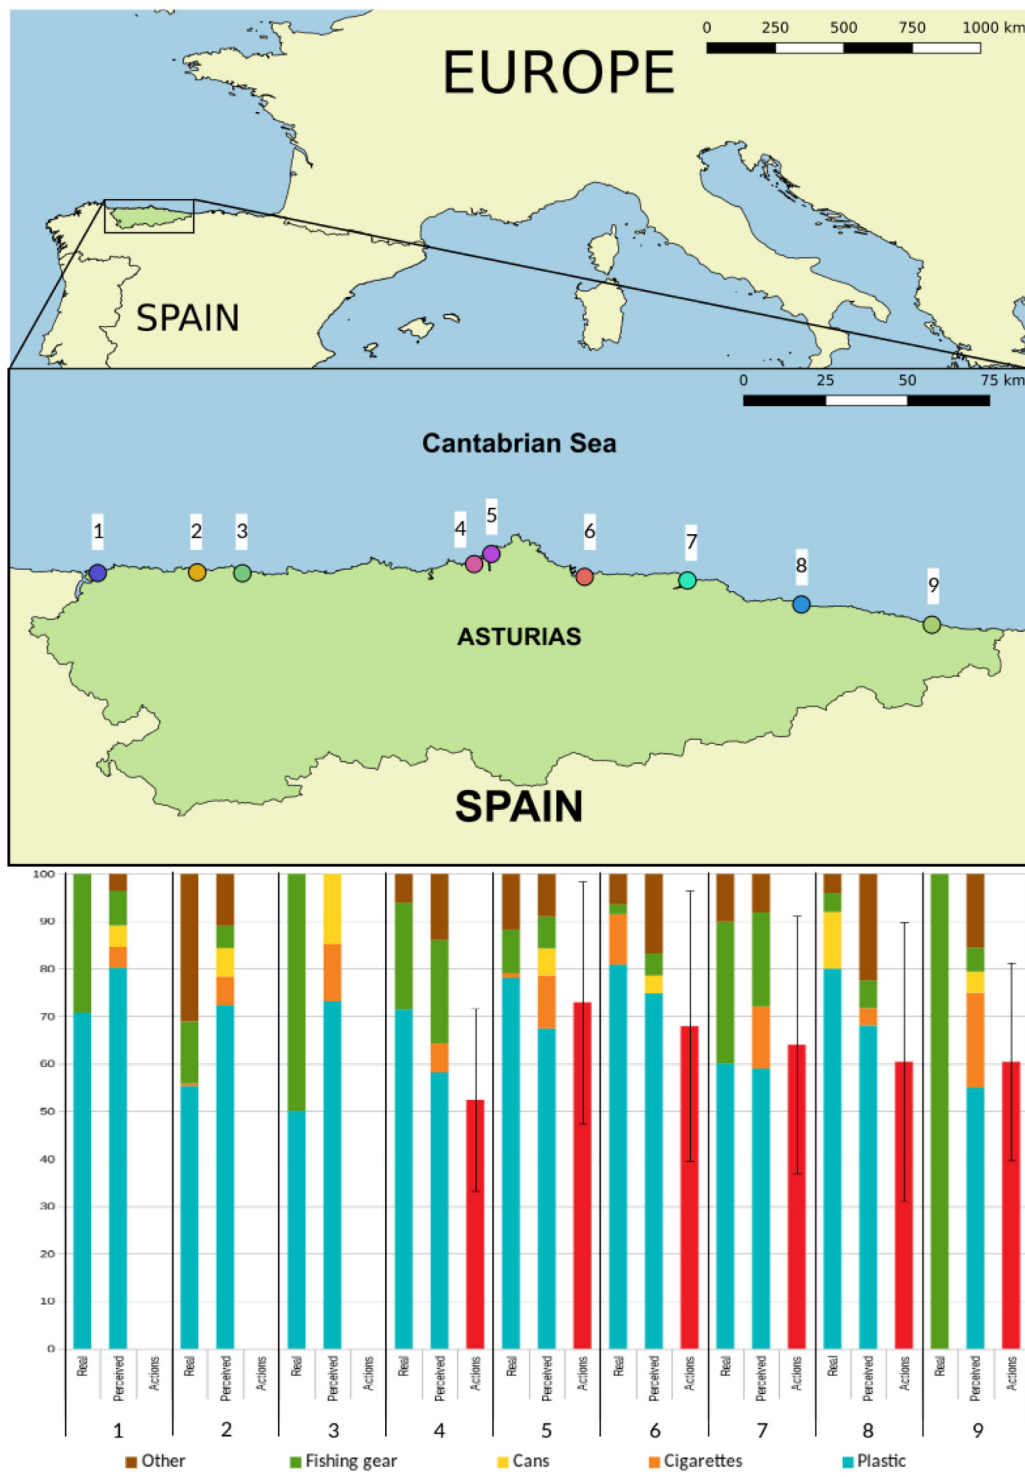 0 250 500 750 1000 km
EUROPE
SPAIN
0 25 50 75 km
Cantabrian Sea
1 2 3 4 5 6 7 8 9
ASTURIAS
SPAIN
100
90
80
70
60
50
40
30
20
10
0
Real Perceived Actions Real Perceived Actions Real Perceived Actions Real Perceived Actions Real Perceived Actions Real Perceived Actions Real Perceived Actions Real Perceived Actions Real Perceived Actions
1 2 3 4 5 6 7 8 9
Other Fishing gear Cans Cigarettes Plastic